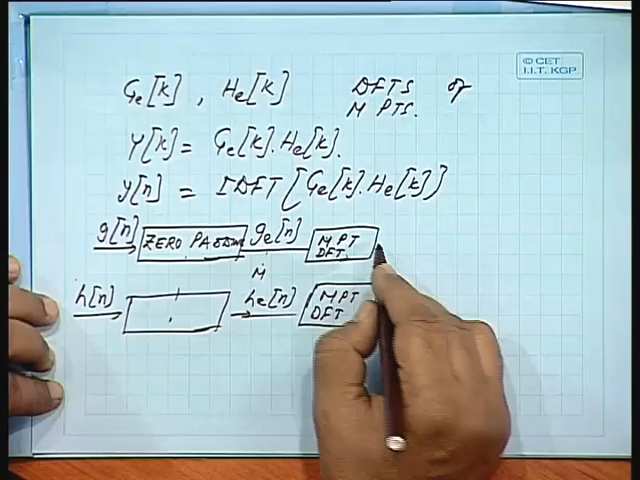 © CET
I.I.T. KGP
Ge[k] , He[k] DFTS of
M PTS.
Y[k] = Ge[k].He[k].
y[n] = IDFT[Ge[k].He[k]]
g[n] ZERO PADDING ge[n] M PT
DFT.
M
h[n] he[n] M PT
DFT